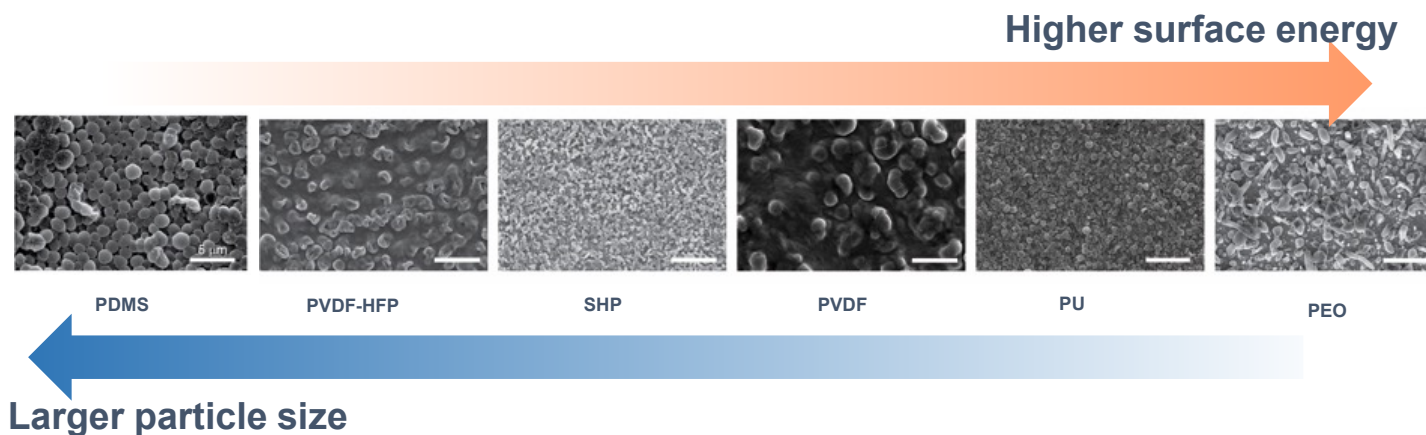 Higher surface energy
5 μm
PDMS
PVDF-HFP
SHP
PVDF
PU
PEO
Larger particle size